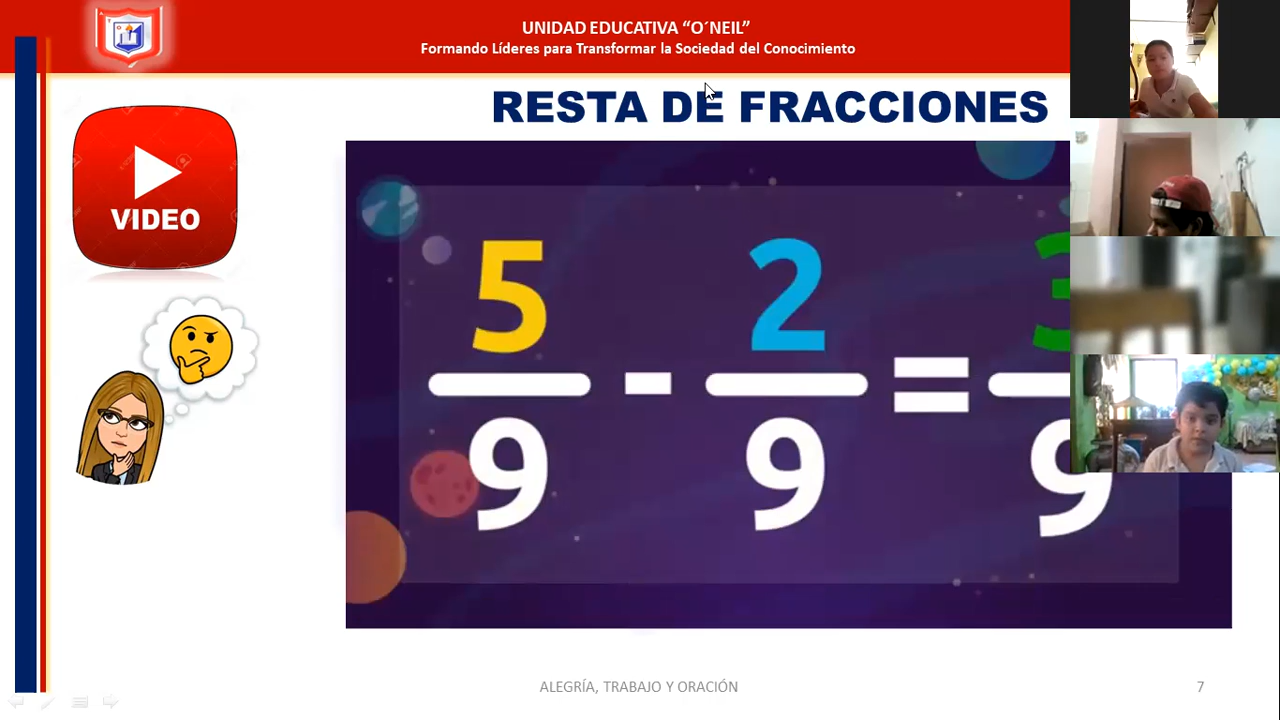 UNIDAD EDUCATIVA “O´NEIL”
Formando Líderes para Transformar la Sociedad del Conocimiento
RESTA DE FRACCIONES
VIDEO
5 2 3
- =
9 9 9
ALEGRÍA, TRABAJO Y ORACIÓN
7